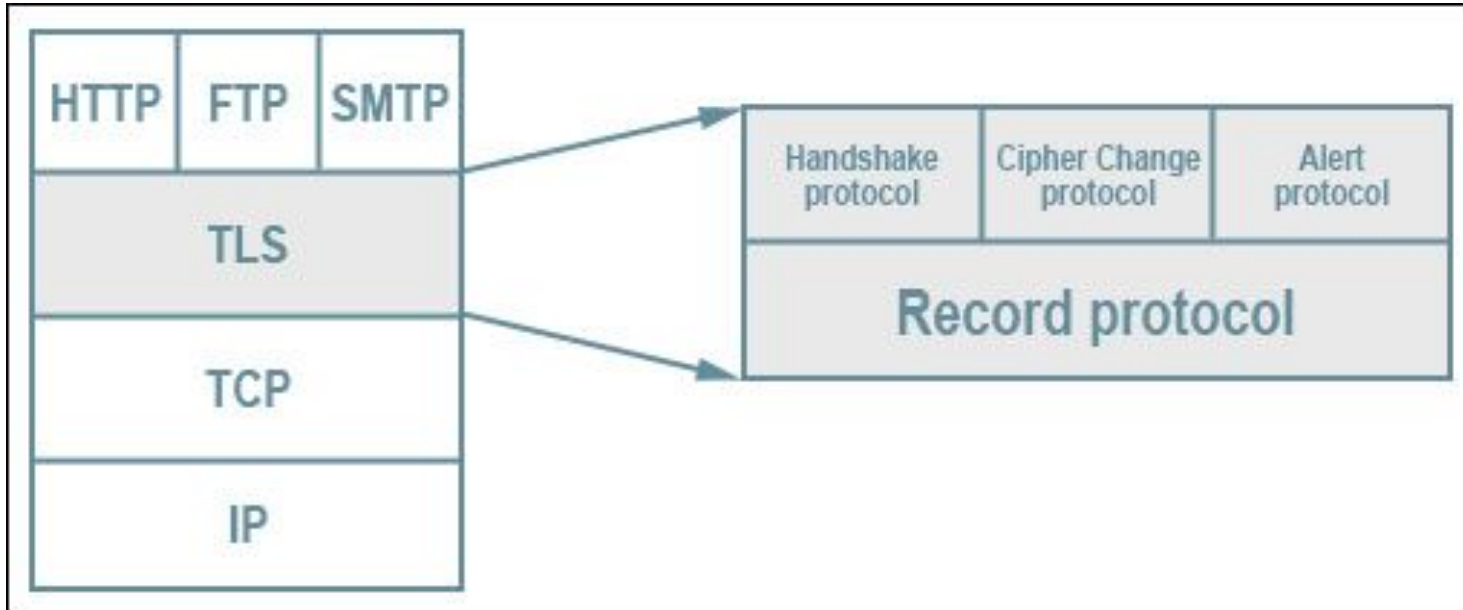 HTTP FTP SMTP
TLS
TCP
IP
Handshake protocol
Cipher Change protocol
Alert protocol
Record protocol